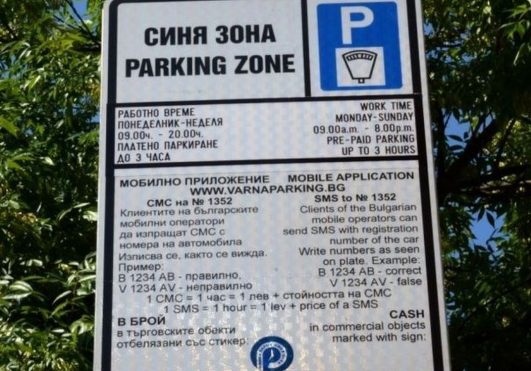 СИНЯ ЗОНА
PARKING ZONE
P
РАБОТНО ВРЕМЕ
ПОНЕДЕЛНИК-НЕДЕЛЯ
09.00ч. - 20.00ч.
ПЛАТЕНО ПАРКИРАНЕ
ДО 3 ЧАСА
WORK TIME
MONDAY-SUNDAY
09.00a.m. - 8.00p.m.
PRE-PAID PARKING
UP TO 3 HOURS
МОБИЛНО ПРИЛОЖЕНИЕ MOBILE APPLICATION
WWW.VARNAPARKING.BG
СМС на № 1352
Клиентите на българските
мобилни оператори
да изпращат СМС с
номера на автомобила
Изписва се, както се вижда.
Пример:
В 1234 АВ - правилно,
V 1234 AV - неправилно
SMS to № 1352
Clients of the Bulgarian
mobile operators can
send SMS with registration
number of the car
Write numbers as seen
on plate. Example:
B 1234 AB - correct
V 1234 AV - false
1 СМС = 1 час = 1 лев + стойността на СМС
1 SMS = 1 hour = 1 lev + price of a SMS
В БРОЙ
в търговските обекти
отбелязани със стикер:
CASH
in commercial objects
marked with sign: